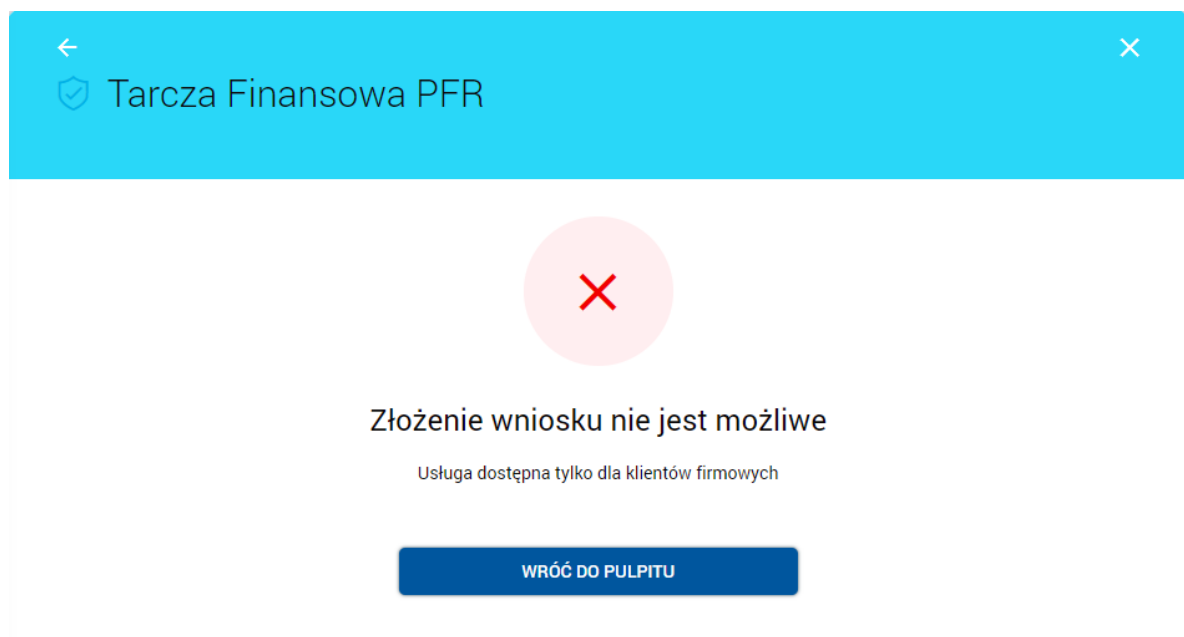 Tarcza Finansowa PFR
Złożenie wniosku nie jest możliwe
Usługa dostępna tylko dla klientów firmowych
WRÓĆ DO PULPITU